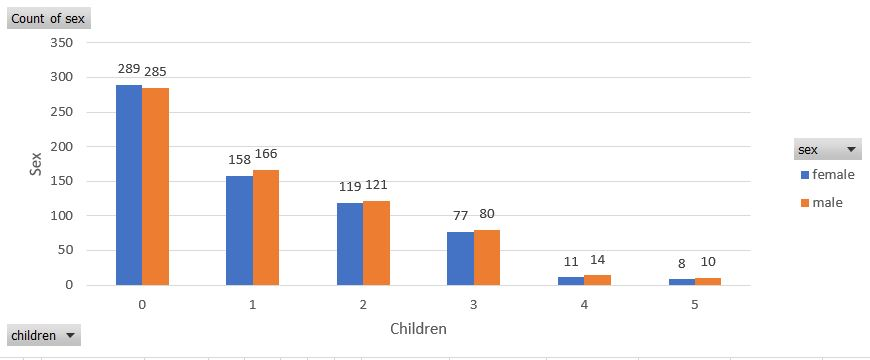 Count of sex
350
300
250
200
150
100
50
0
Sex
289 285
158 166
119 121
77 80
11 14
8 10
0 1 2 3 4 5
Children
children
sex
female
male